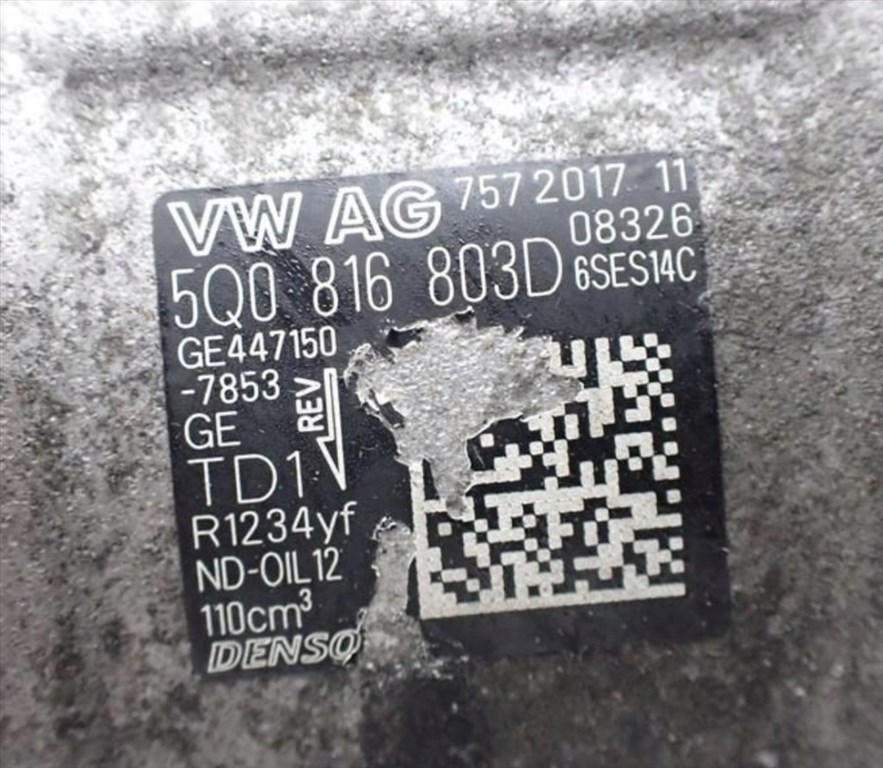 VW AG 757 2017 11
08326
5Q0 816 803D 6SES14C
GE447150
-7853
REV
GE
TD1
R1234yf
ND-OIL12
110cm³
DENSO